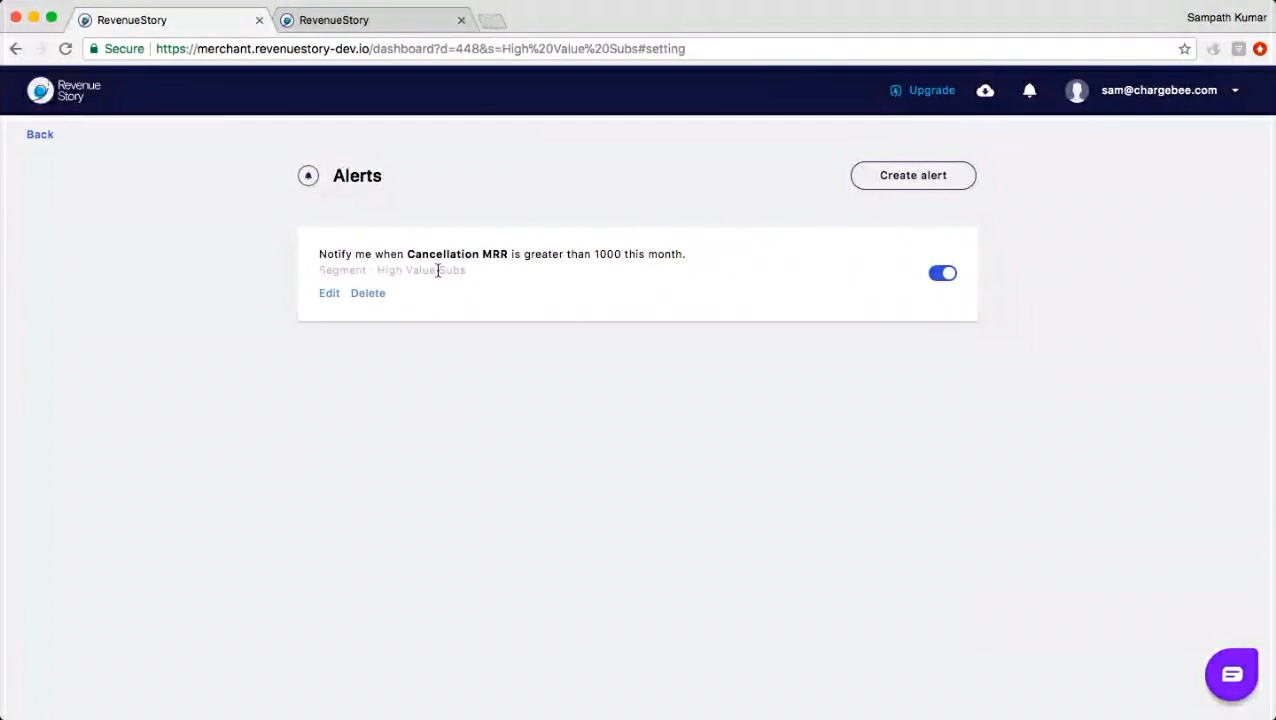 RevenueStory
RevenueStory
Sampath Kumar
Secure
https://merchant.revenuestory-dev.io/dashboard?d=448&s=High%20Value%20Subs#setting
Revenue
Story
Upgrade
sam@chargebee.com
Back
Alerts
Create alert
Notify me when Cancellation MRR is greater than 1000 this month.
Segment - High Value Subs
Edit Delete